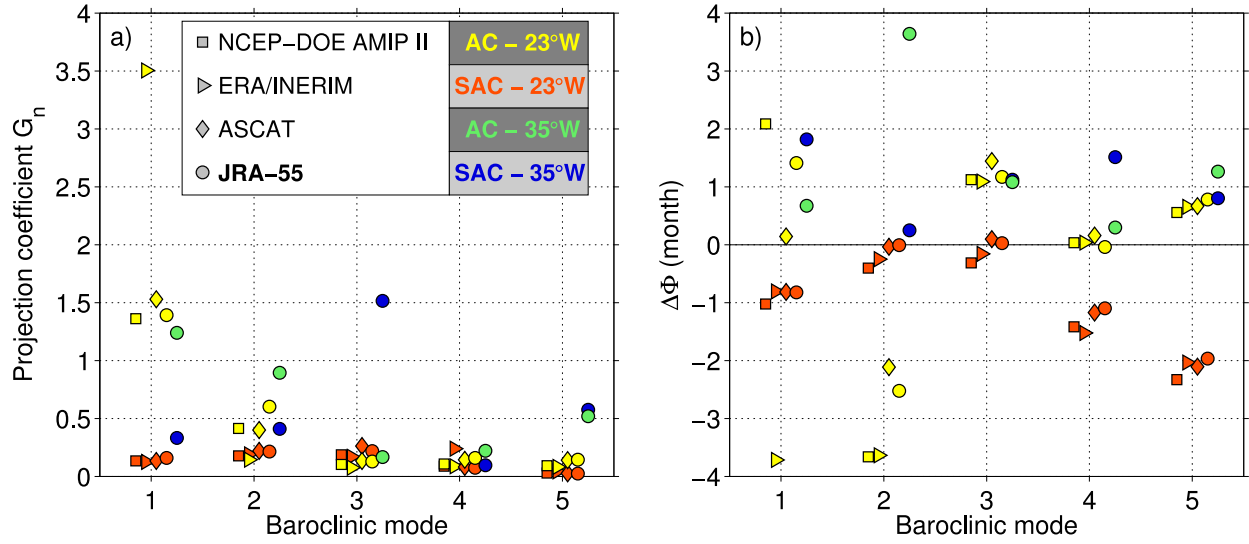 a)
NCEP−DOE AMIP II
ERA/INERIM
ASCAT
JRA−55
AC − 23°W
SAC − 23°W
AC − 35°W
SAC − 35°W
Projection coefficient G_n
4
3.5
3
2.5
2
1.5
1
0.5
0
1 2 3 4 5
Baroclinic mode
b)
ΔΦ (month)
4
3
2
1
0
−1
−2
−3
−4
1 2 3 4 5
Baroclinic mode